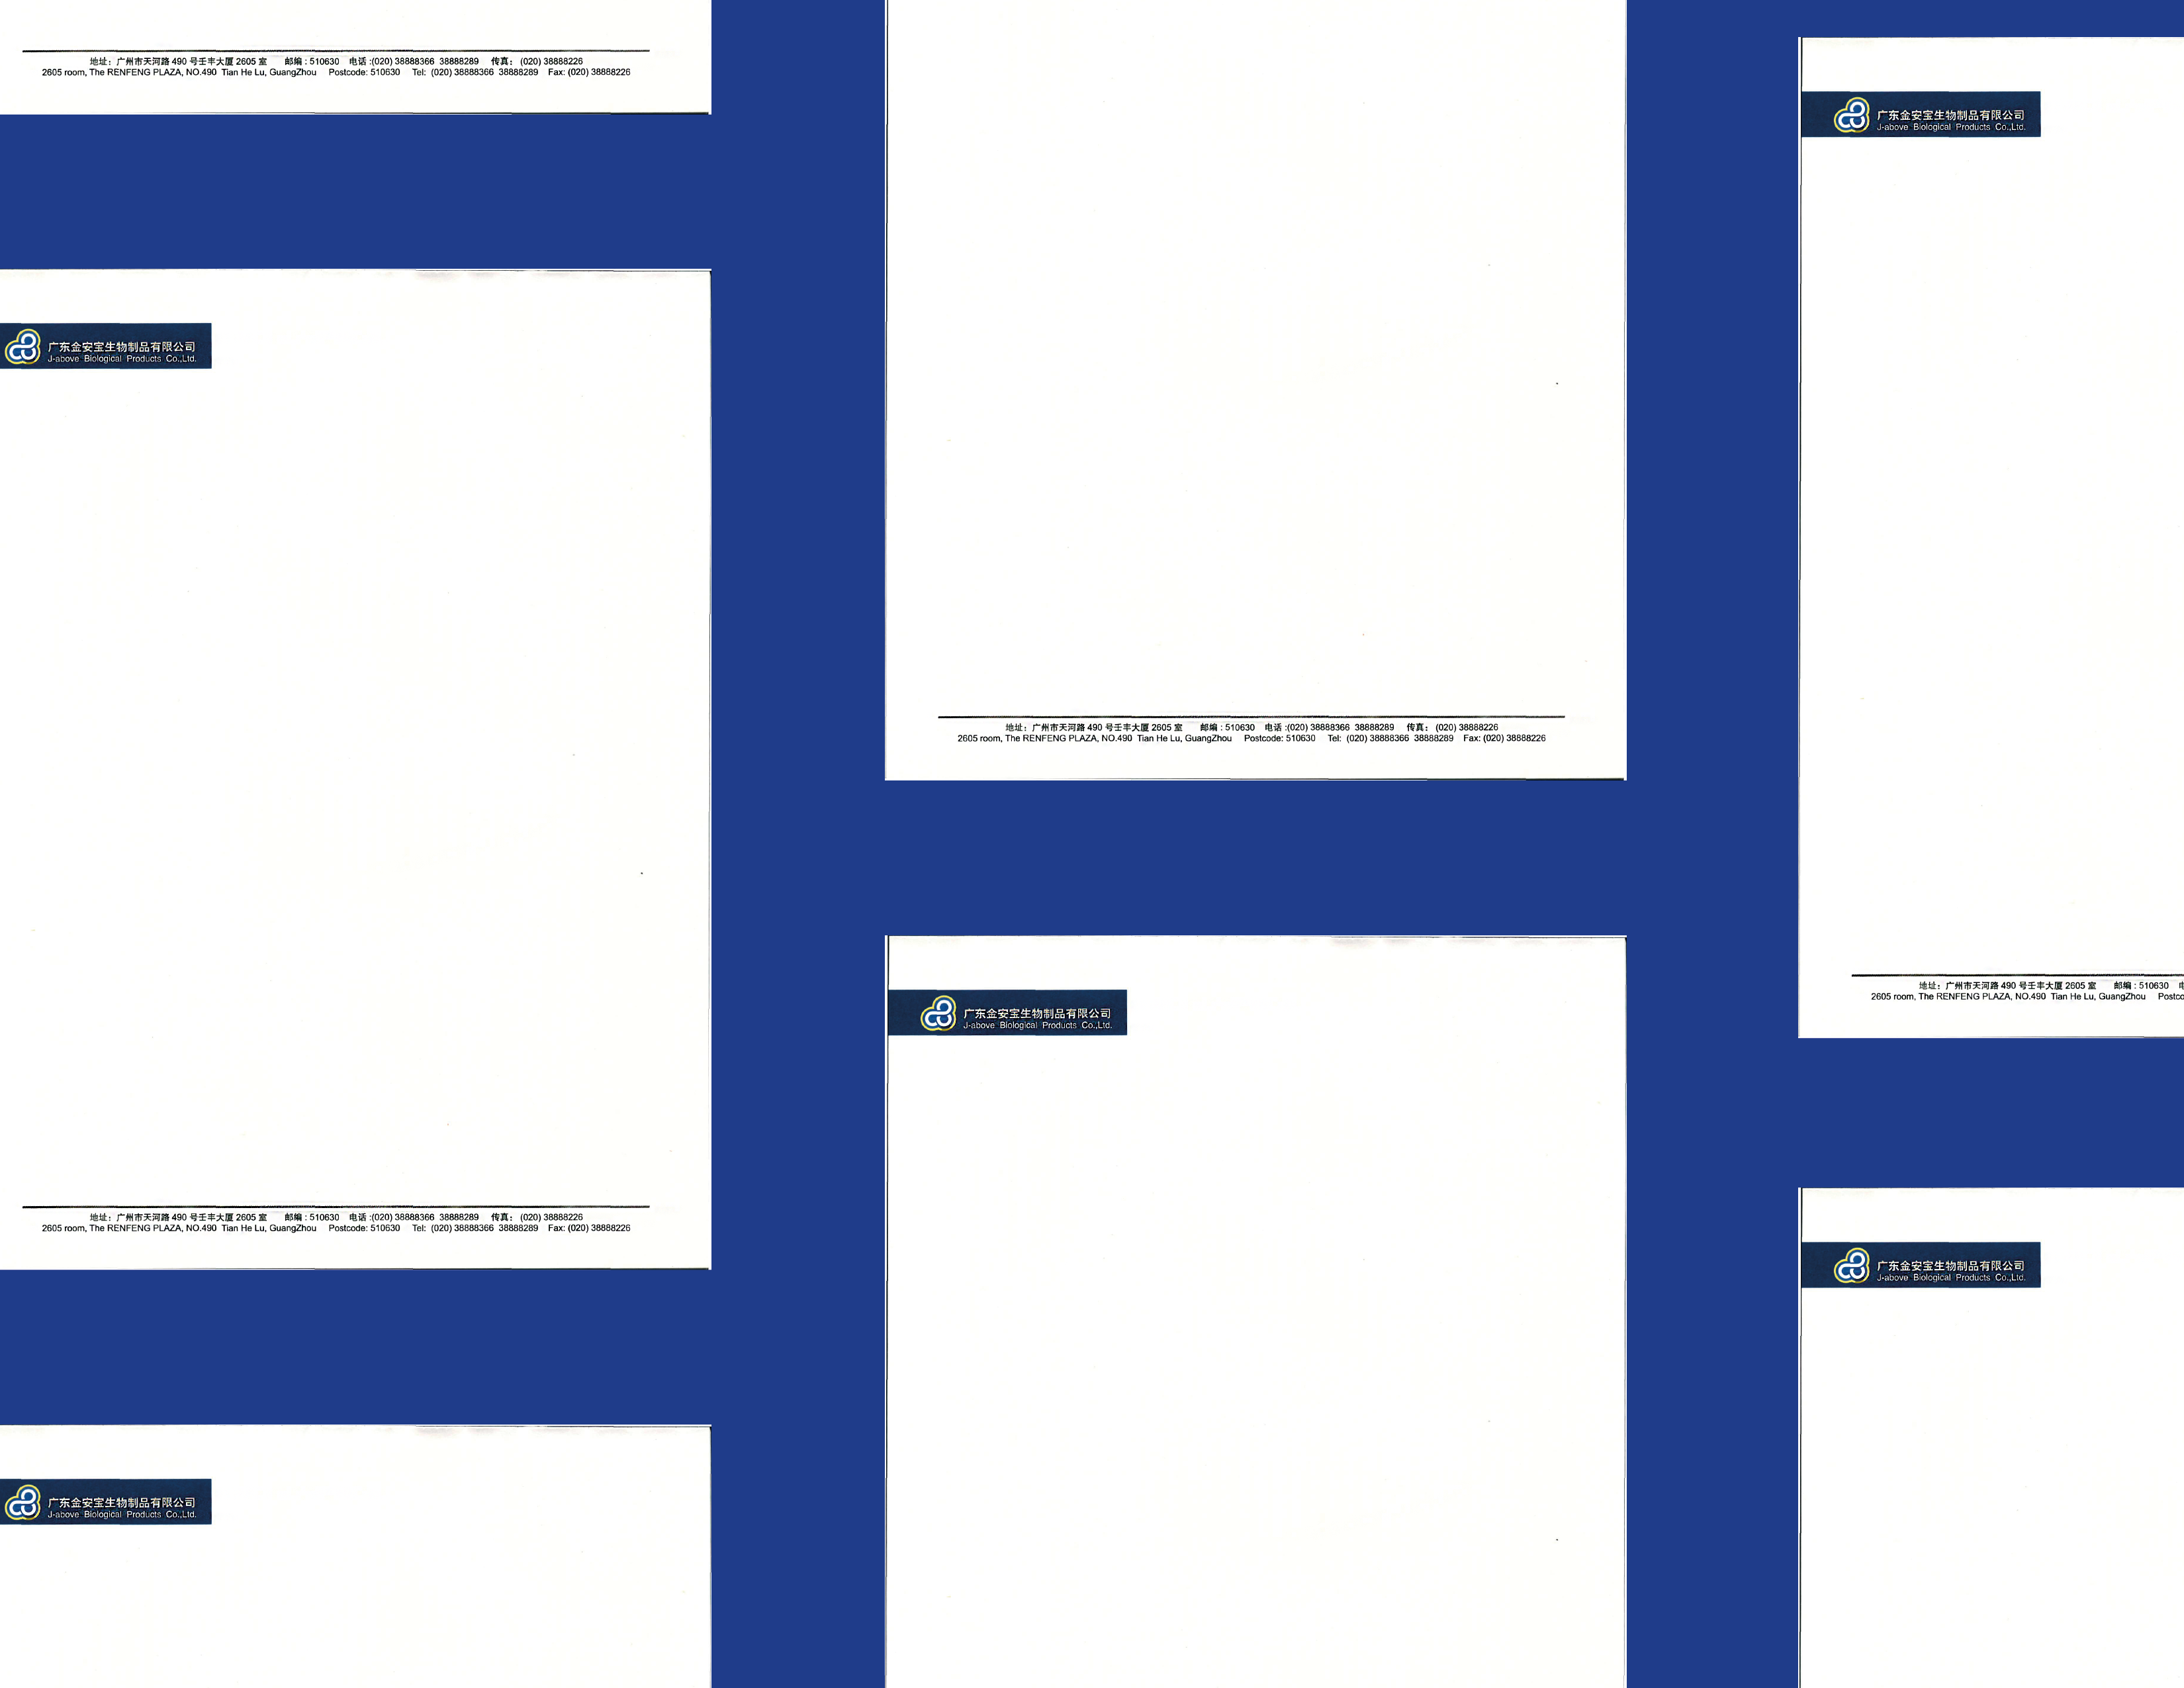 地址：广州市天河路 490 号壬丰大厦 2605 室 邮编 : 510630 电话 :(020) 38888366 38888289 传真： (020) 38888226
2605 room, The RENFENG PLAZA, NO.490 Tian He Lu, GuangZhou Postcode: 510630 Tel: (020) 38888366 38888289 Fax: (020) 38888226
广东金安宝生物制品有限公司
J-above Biological Products Co.,Ltd.
地址：广州市天河路 490 号壬丰大厦 2605 室 邮编 : 510630 电话 :(020) 38888366 38888289 传真： (020) 38888226
2605 room, The RENFENG PLAZA, NO.490 Tian He Lu, GuangZhou Postcode: 510630 Tel: (020) 38888366 38888289 Fax: (020) 38888226
广东金安宝生物制品有限公司
J-above Biological Products Co.,Ltd.
地址：广州市天河路 490 号壬丰大厦 2605 室 邮编 : 510630 电话 :(020) 38888366 38888289 传真： (020) 38888226
2605 room, The RENFENG PLAZA, NO.490 Tian He Lu, GuangZhou Postcode: 510630 Tel: (020) 38888366 38888289 Fax: (020) 38888226
广东金安宝生物制品有限公司
J-above Biological Products Co.,Ltd.
广东金安宝生物制品有限公司
J-above Biological Products Co.,Ltd.
地址：广州市天河路 490 号壬丰大厦 2605 室 邮编 : 510630
2605 room, The RENFENG PLAZA, NO.490 Tian He Lu, GuangZhou
广东金安宝生物制品有限公司
J-above Biological Products Co.,Ltd.